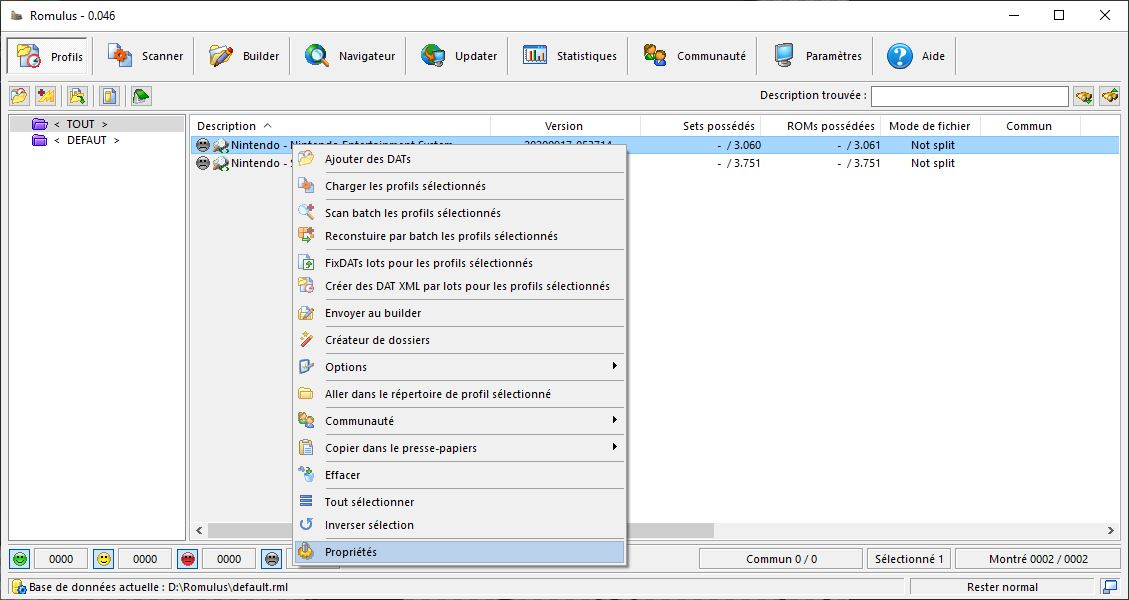 Romulus - 0.046
Profils Scanner Builder Navigateur Updater Statistiques Communauté Paramètres Aide
Description trouvée :
< TOUT >
< DEFAUT >
Description Version Sets possédés ROMs possédées Mode de fichier Commun
Nintendo - Nintendo Entertainment System - / 3.060 - / 3.061 Not split
Nintendo - - / 3.751 - / 3.751 Not split
Ajouter des DATs
Charger les profils sélectionnés
Scan batch les profils sélectionnés
Reconstuire par batch les profils sélectionnés
FixDATs lots pour les profils sélectionnés
Créer des DAT XML par lots pour les profils sélectionnés
Envoyer au builder
Créateur de dossiers
Options
Aller dans le répertoire de profil sélectionné
Communauté
Copier dans le presse-papiers
Effacer
Tout sélectionner
Inverser sélection
Propriétés
0000 0000 0000 Commun 0 / 0 Sélectionné 1 Montré 0002 / 0002
Base de données actuelle : D:\Romulus\default.rml Rester normal